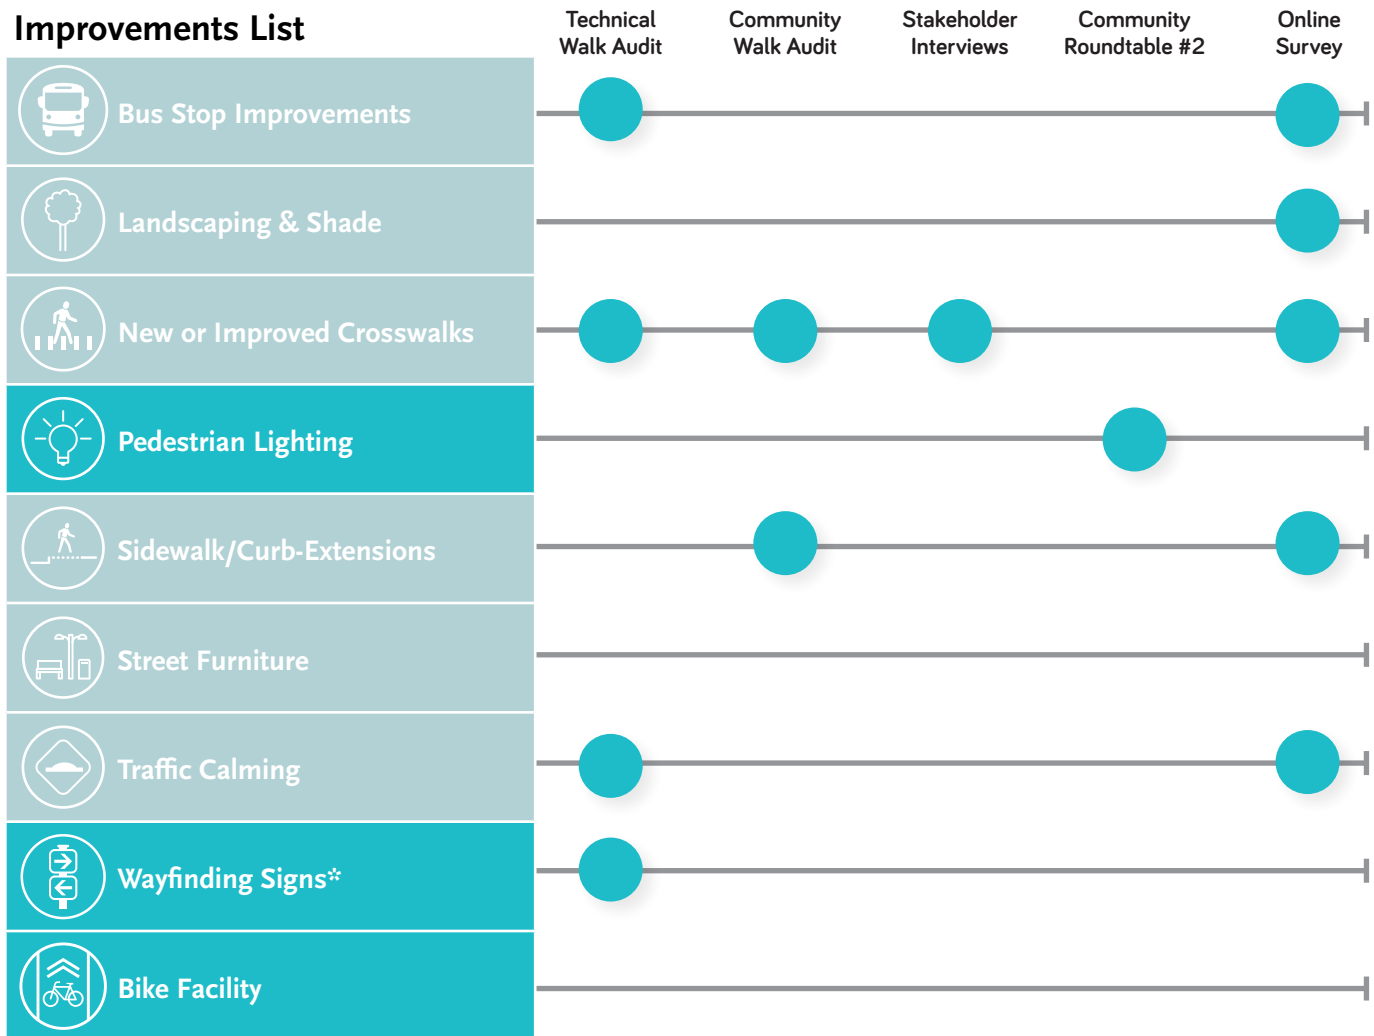 Improvements List
Technical
Walk Audit
Community
Walk Audit
Stakeholder
Interviews
Community
Roundtable #2
Online
Survey
Bus Stop Improvements
Landscaping & Shade
New or Improved Crosswalks
Pedestrian Lighting
Sidewalk/Curb-Extensions
Street Furniture
Traffic Calming
Wayfinding Signs*
Bike Facility